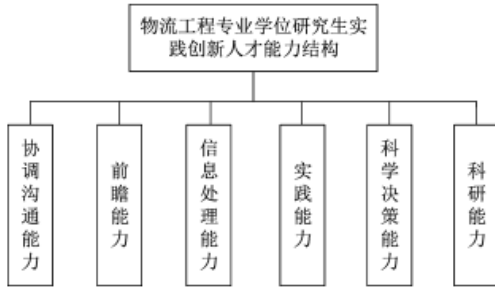 物流工程专业学位研究生实
践创新人才能力结构
协调沟通能力
前瞻能力
信息处理能力
实践能力
科学决策能力
科研能力